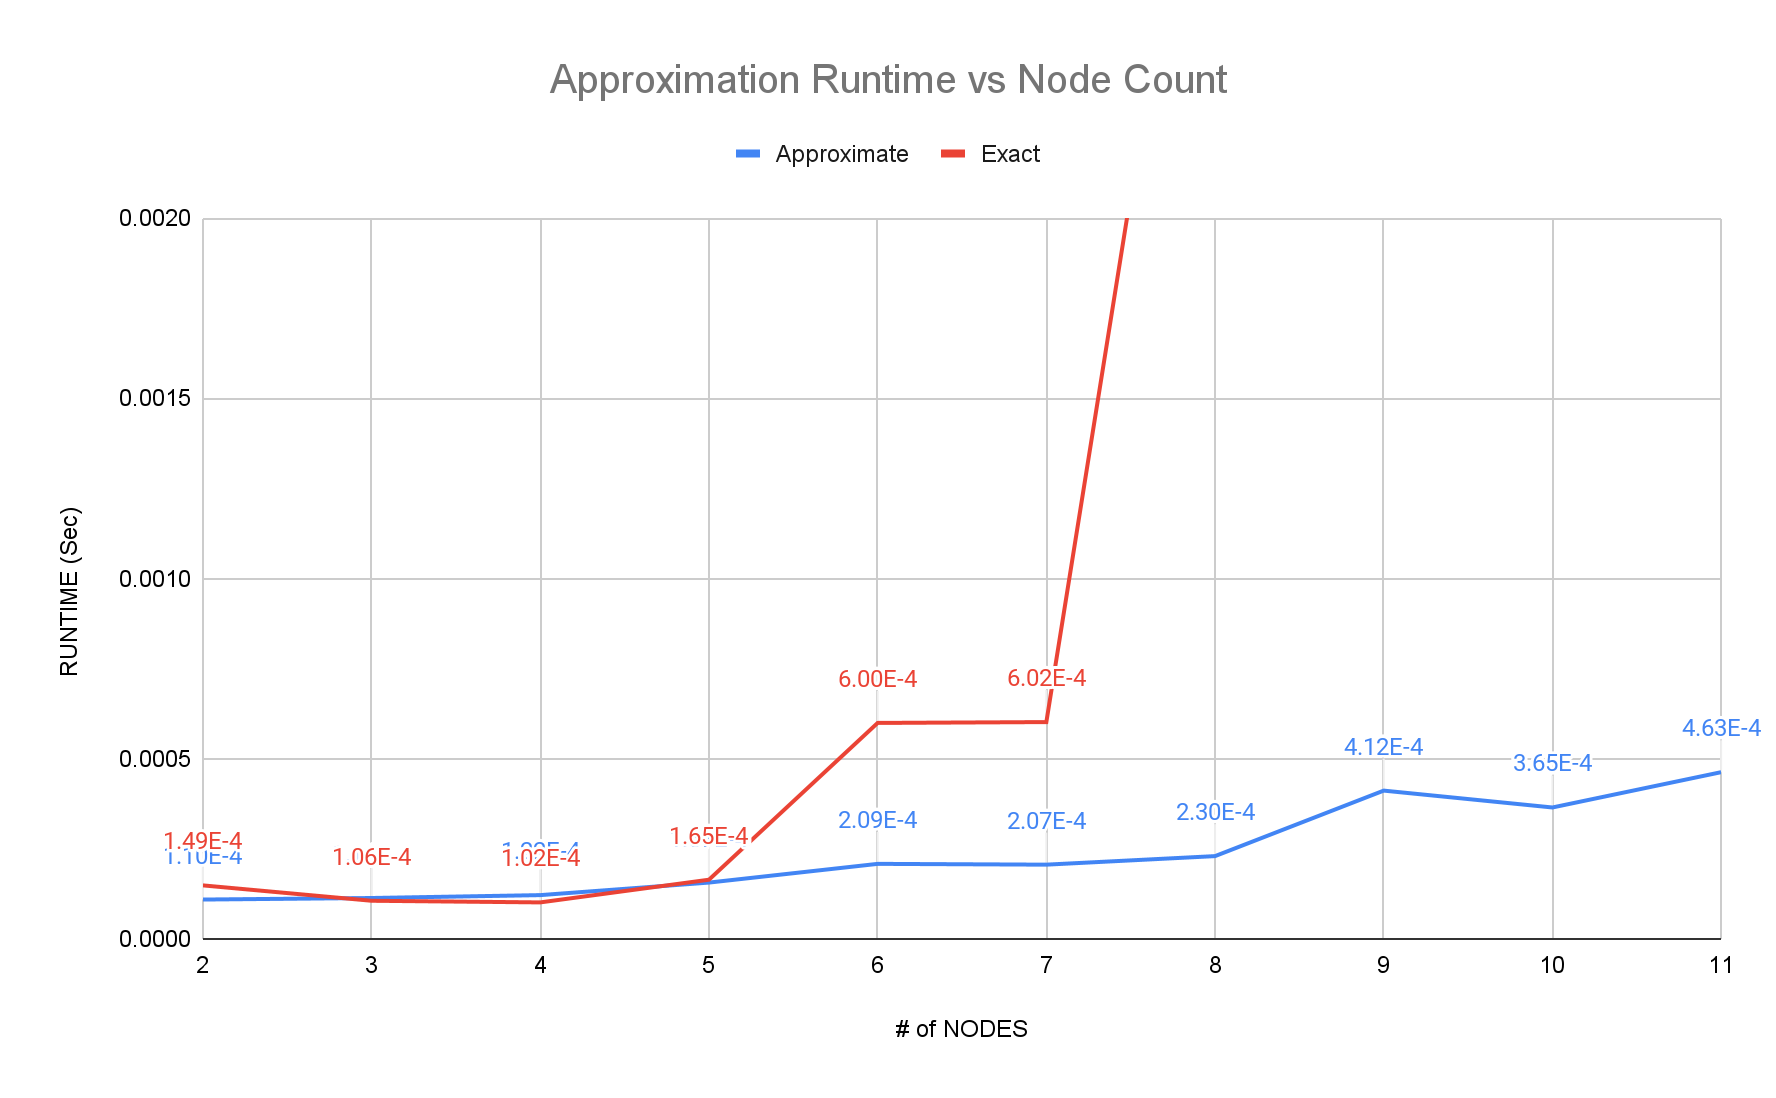 Approximation Runtime vs Node Count
Approximate
Exact
0.0020
0.0015
0.0010
0.0005
0.0000
RUNTIME (Sec)
6.00E-4
6.02E-4
4.63E-4
4.12E-4
3.65E-4
2.30E-4
2.09E-4
2.07E-4
1.49E-4
1.10E-4
1.06E-4
1.02E-4
1.65E-4
2
3
4
5
6
7
8
9
10
11
# of NODES